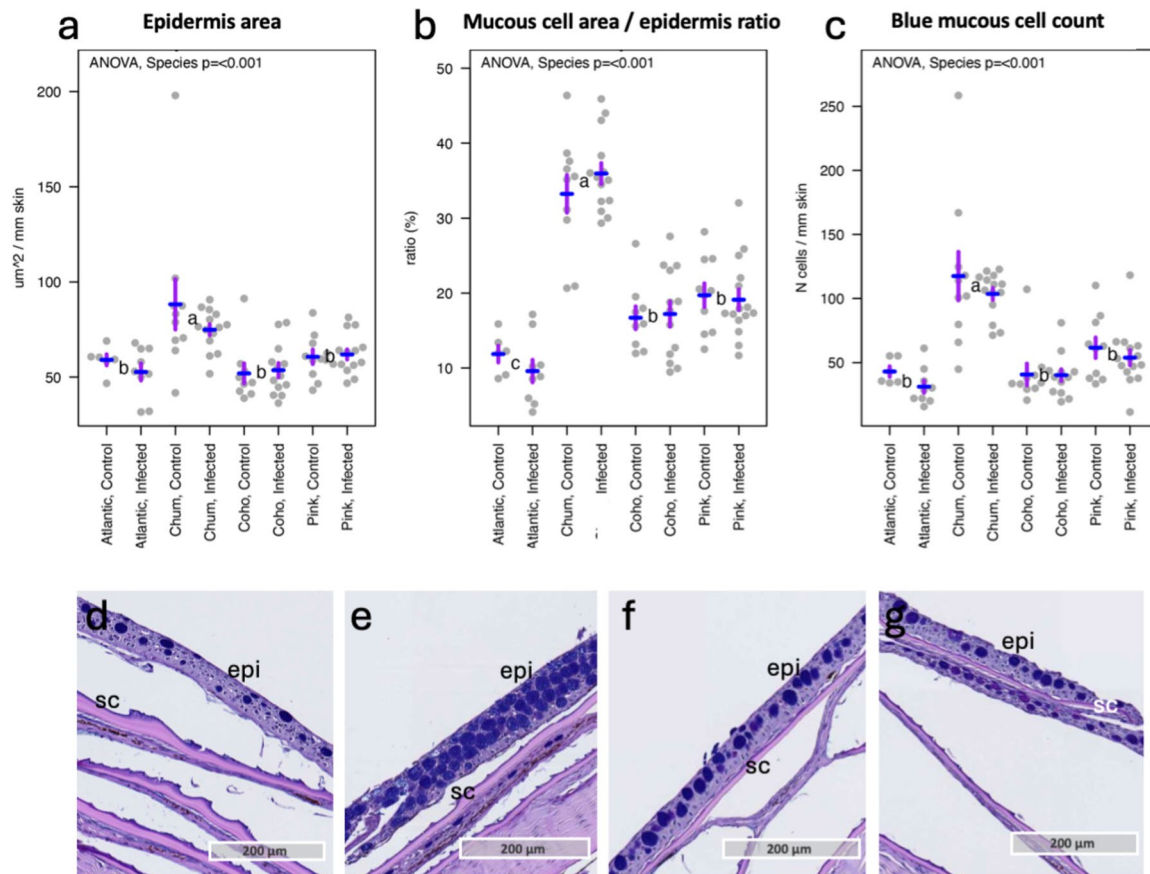 a
Epidermis area
ANOVA, Species p=<0.001
um^2 / mm skin
200
150
100
50
a
b
b
b
Atlantic, Control
Atlantic, Infected
Chum, Control
Chum, Infected
Coho, Control
Coho, Infected
Pink, Control
Pink, Infected
b
Mucous cell area / epidermis ratio
ANOVA, Species p=<0.001
ratio (%)
50
40
30
20
10
a
b
b
c
Atlantic, Control
Atlantic, Infected
Chum, Control
Infected
Coho, Control
Coho, Infected
Pink, Control
Pink, Infected
c
Blue mucous cell count
ANOVA, Species p=<0.001
N cells / mm skin
250
200
150
100
50
a
b
b
b
Atlantic, Control
Atlantic, Infected
Chum, Control
Chum, Infected
Coho, Control
Coho, Infected
Pink, Control
Pink, Infected
d
epi
sc
200 µm
e
epi
sc
200 µm
f
epi
sc
200 µm
g
epi
sc
200 µm